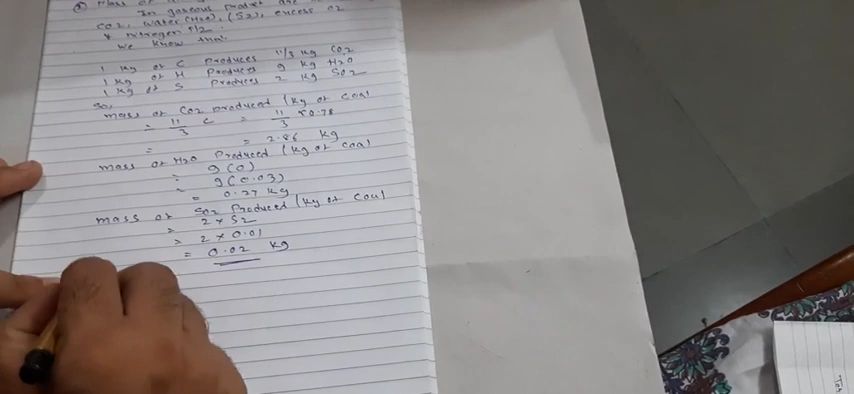 ② Mass of
in gaseous product are
CO2, water (H2O), (S2), excess O2
& nitrogen N2.
We know that
1 kg of C produces 11/3 kg CO2
1 kg of H Produces 9 kg H2O
1 kg of S Produces 2 kg SO2
So,
mass of CO2 produced / kg of Coal
= 11/3 C = 11/3 × 0.78
= = 2.86 kg
mass of H2O Produced / kg of Coal
= 9(0)
= 9(0.03)
= 0.27 kg
mass of SO2 Produced / kg of Coal
= 2 × S2
= 2 × 0.01
= 0.02 kg